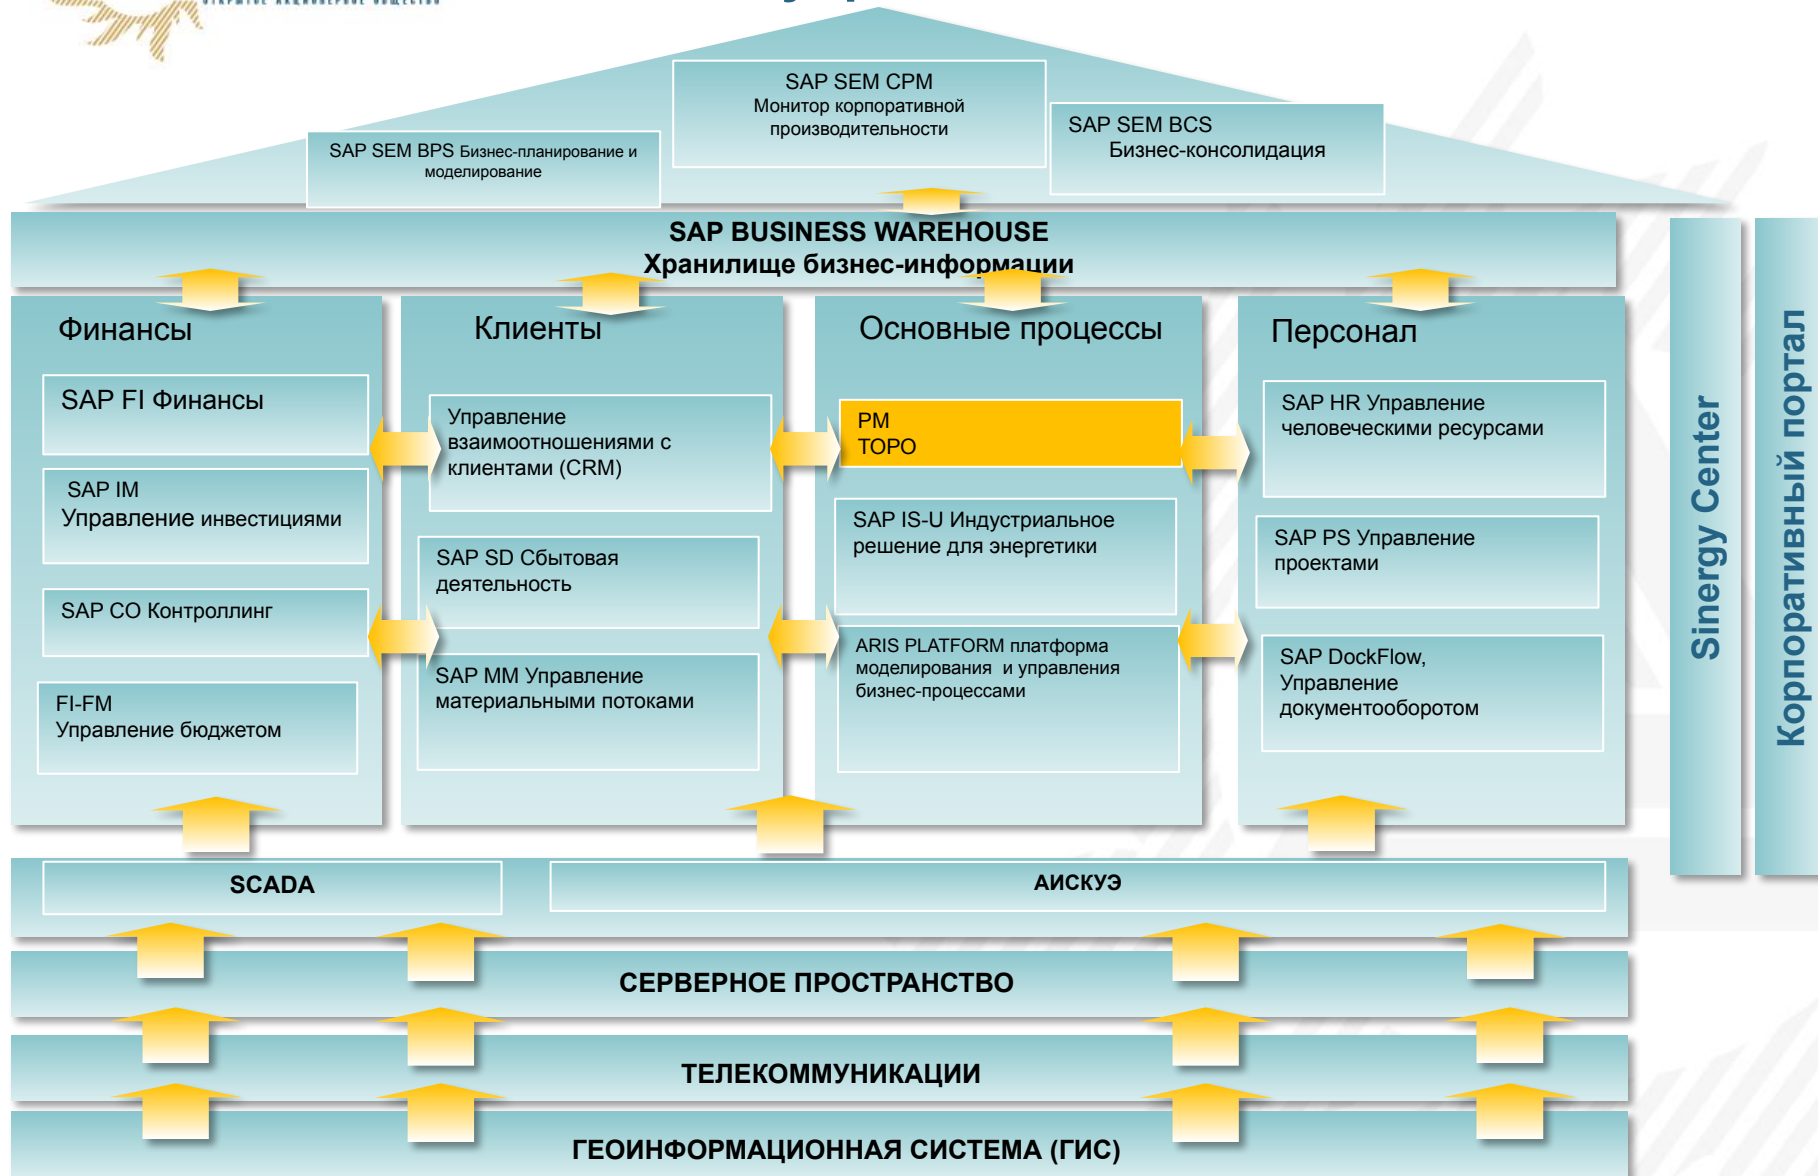 ОТКРЫТОЕ АКЦИОНЕРНОЕ ОБЩЕСТВО
SAP SEM CPM
Монитор корпоративной
производительности
SAP SEM BCS
Бизнес-консолидация
SAP SEM BPS Бизнес-планирование и
моделирование
SAP BUSINESS WAREHOUSE
Хранилище бизнес-информации
Финансы
SAP FI Финансы
SAP IM
Управление инвестициями
SAP CO Контроллинг
FI-FM
Управление бюджетом
Клиенты
Управление
взаимоотношениями с
клиентами (CRM)
SAP SD Сбытовая
деятельность
SAP MM Управление
материальными потоками
Основные процессы
PM
ТОРО
SAP IS-U Индустриальное
решение для энергетики
ARIS PLATFORM платформа
моделирования и управления
бизнес-процессами
Персонал
SAP HR Управление
человеческими ресурсами
SAP PS Управление
проектами
SAP DockFlow,
Управление
документооборотом
Sinergy Center
Корпоративный портал
SCADA
АИСКУЭ
СЕРВЕРНОЕ ПРОСТРАНСТВО
ТЕЛЕКОММУНИКАЦИИ
ГЕОИНФОРМАЦИОННАЯ СИСТЕМА (ГИС)